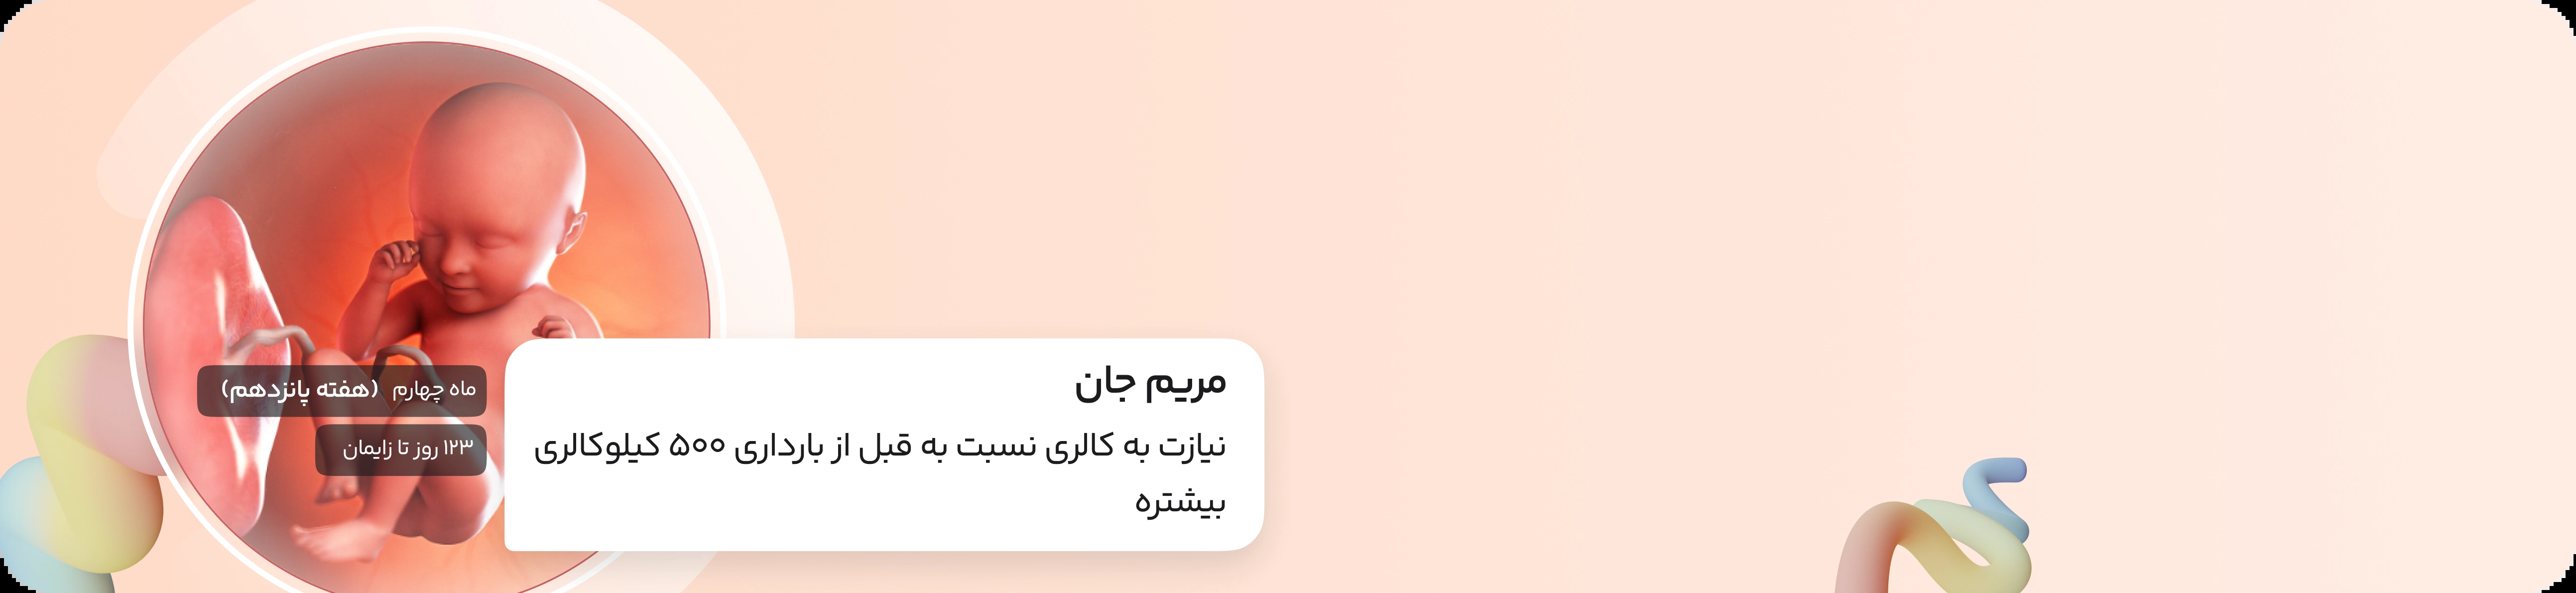 مریم جان
نیازت به کالری نسبت به قبل از بارداری ۵۰۰ کیلوکالری
بیشتره
ماه چهارم (هفته پانزدهم)
۱۲۳ روز تا زایمان